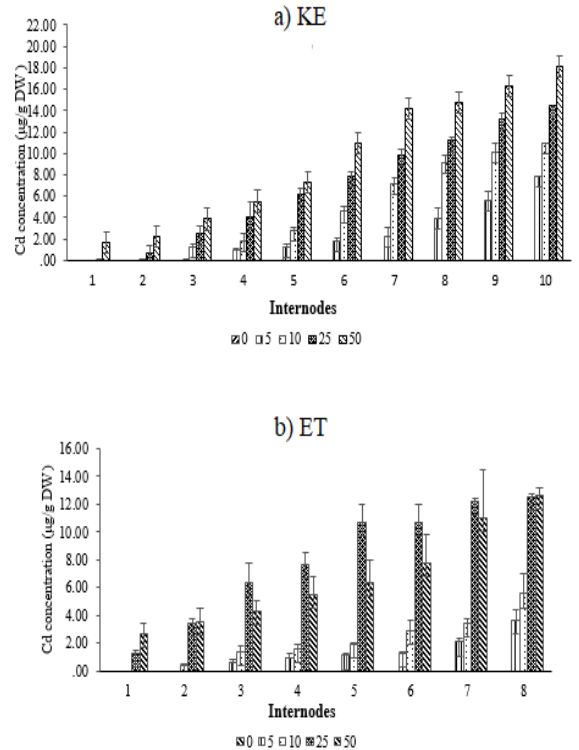 a) KE
Cd concentration (µg/g DW)
22.00
20.00
18.00
16.00
14.00
12.00
10.00
8.00
6.00
4.00
2.00
.00
1 2 3 4 5 6 7 8 9 10
Internodes
0 5 10 25 50
b) ET
Cd concentration (µg/g DW)
16.00
14.00
12.00
10.00
8.00
6.00
4.00
2.00
.00
1 2 3 4 5 6 7 8
Internodes
0 5 10 25 50